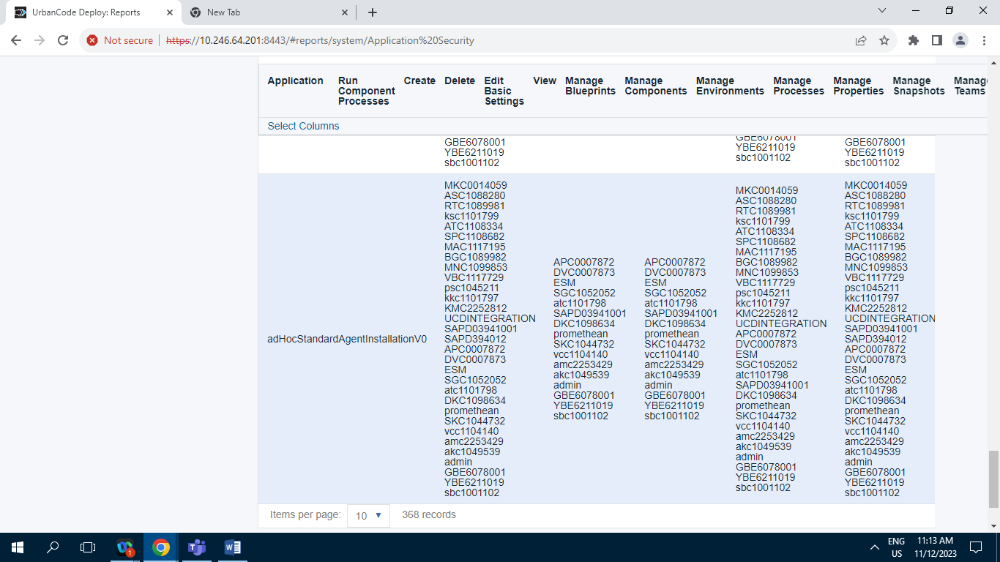 UrbanCode Deploy: Reports
New Tab
Not secure
https://10.246.64.201:8443/#reports/system/Application%20Security
Application
Run Component Processes
Create
Delete
Edit Basic Settings
View
Manage Blueprints
Manage Components
Manage Environments
Manage Processes
Manage Properties
Manage Snapshots
Manage Teams
Select Columns
GBE6078001
YBE6211019
sbc1001102
GBE6078001
YBE6211019
sbc1001102
GBE6078001
YBE6211019
sbc1001102
adHocStandardAgentInstallationV0
MKC0014059
ASC1088280
RTC1089981
ksc1101799
ATC1108334
SPC1108682
MAC1117195
BGC1089982
MNC1099853
VBC1117729
psc1045211
kkc1101797
KMC2252812
UCDINTEGRATION
SAPD03941001
SAPD394012
APC0007872
DVC0007873
ESM
SGC1052052
atc1101798
DKC1098634
promethean
SKC1044732
vcc1104140
amc2253429
akc1049539
admin
GBE6078001
YBE6211019
sbc1001102
APC0007872
DVC0007873
ESM
SGC1052052
atc1101798
SAPD03941001
DKC1098634
promethean
SKC1044732
vcc1104140
amc2253429
akc1049539
admin
GBE6078001
YBE6211019
sbc1001102
APC0007872
DVC0007873
ESM
SGC1052052
atc1101798
SAPD03941001
DKC1098634
promethean
SKC1044732
vcc1104140
amc2253429
akc1049539
admin
GBE6078001
YBE6211019
sbc1001102
MKC0014059
ASC1088280
RTC1089981
ksc1101799
ATC1108334
SPC1108682
MAC1117195
BGC1089982
MNC1099853
VBC1117729
psc1045211
kkc1101797
KMC2252812
UCDINTEGRATION
APC0007872
DVC0007873
ESM
SGC1052052
atc1101798
SAPD03941001
DKC1098634
promethean
SKC1044732
vcc1104140
amc2253429
akc1049539
admin
GBE6078001
YBE6211019
sbc1001102
MKC0014059
ASC1088280
RTC1089981
ksc1101799
ATC1108334
SPC1108682
MAC1117195
BGC1089982
MNC1099853
VBC1117729
psc1045211
kkc1101797
KMC2252812
UCDINTEGRATION
SAPD03941001
SAPD394012
APC0007872
DVC0007873
ESM
SGC1052052
atc1101798
DKC1098634
promethean
SKC1044732
vcc1104140
amc2253429
akc1049539
admin
GBE6078001
YBE6211019
sbc1001102
Items per page: 10 368 records
1
ENG
US
11:13 AM
11/12/2023